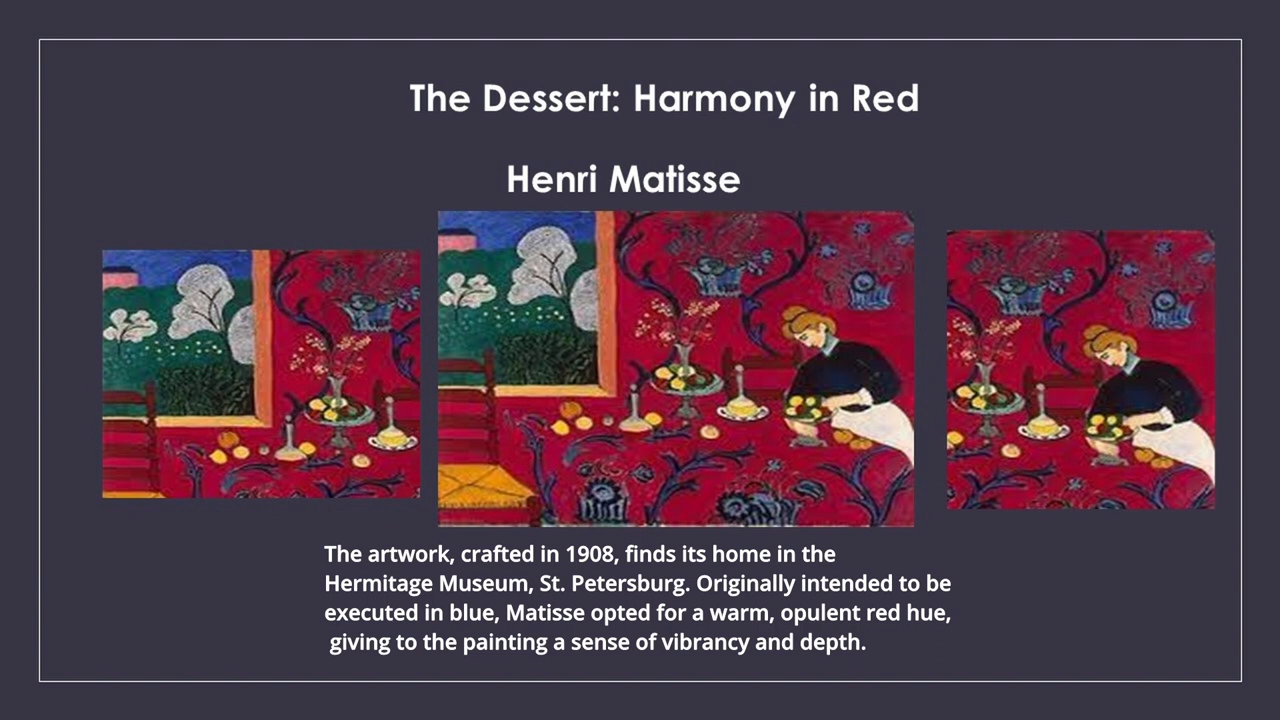 The Dessert: Harmony in Red
Henri Matisse
The artwork, crafted in 1908, finds its home in the
Hermitage Museum, St. Petersburg. Originally intended to be
executed in blue, Matisse opted for a warm, opulent red hue,
giving to the painting a sense of vibrancy and depth.